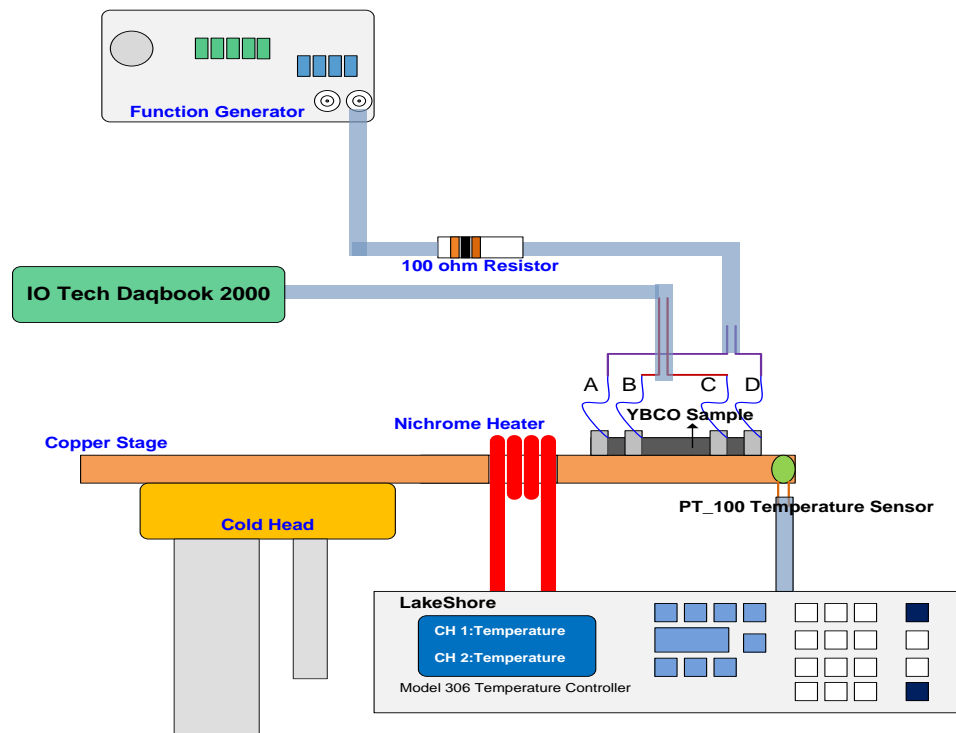 Function Generator
100 ohm Resistor
IO Tech Daqbook 2000
A B C D
YBCO Sample
Nichrome Heater
Copper Stage
PT_100 Temperature Sensor
Cold Head
LakeShore
CH 1:Temperature
CH 2:Temperature
Model 306 Temperature Controller